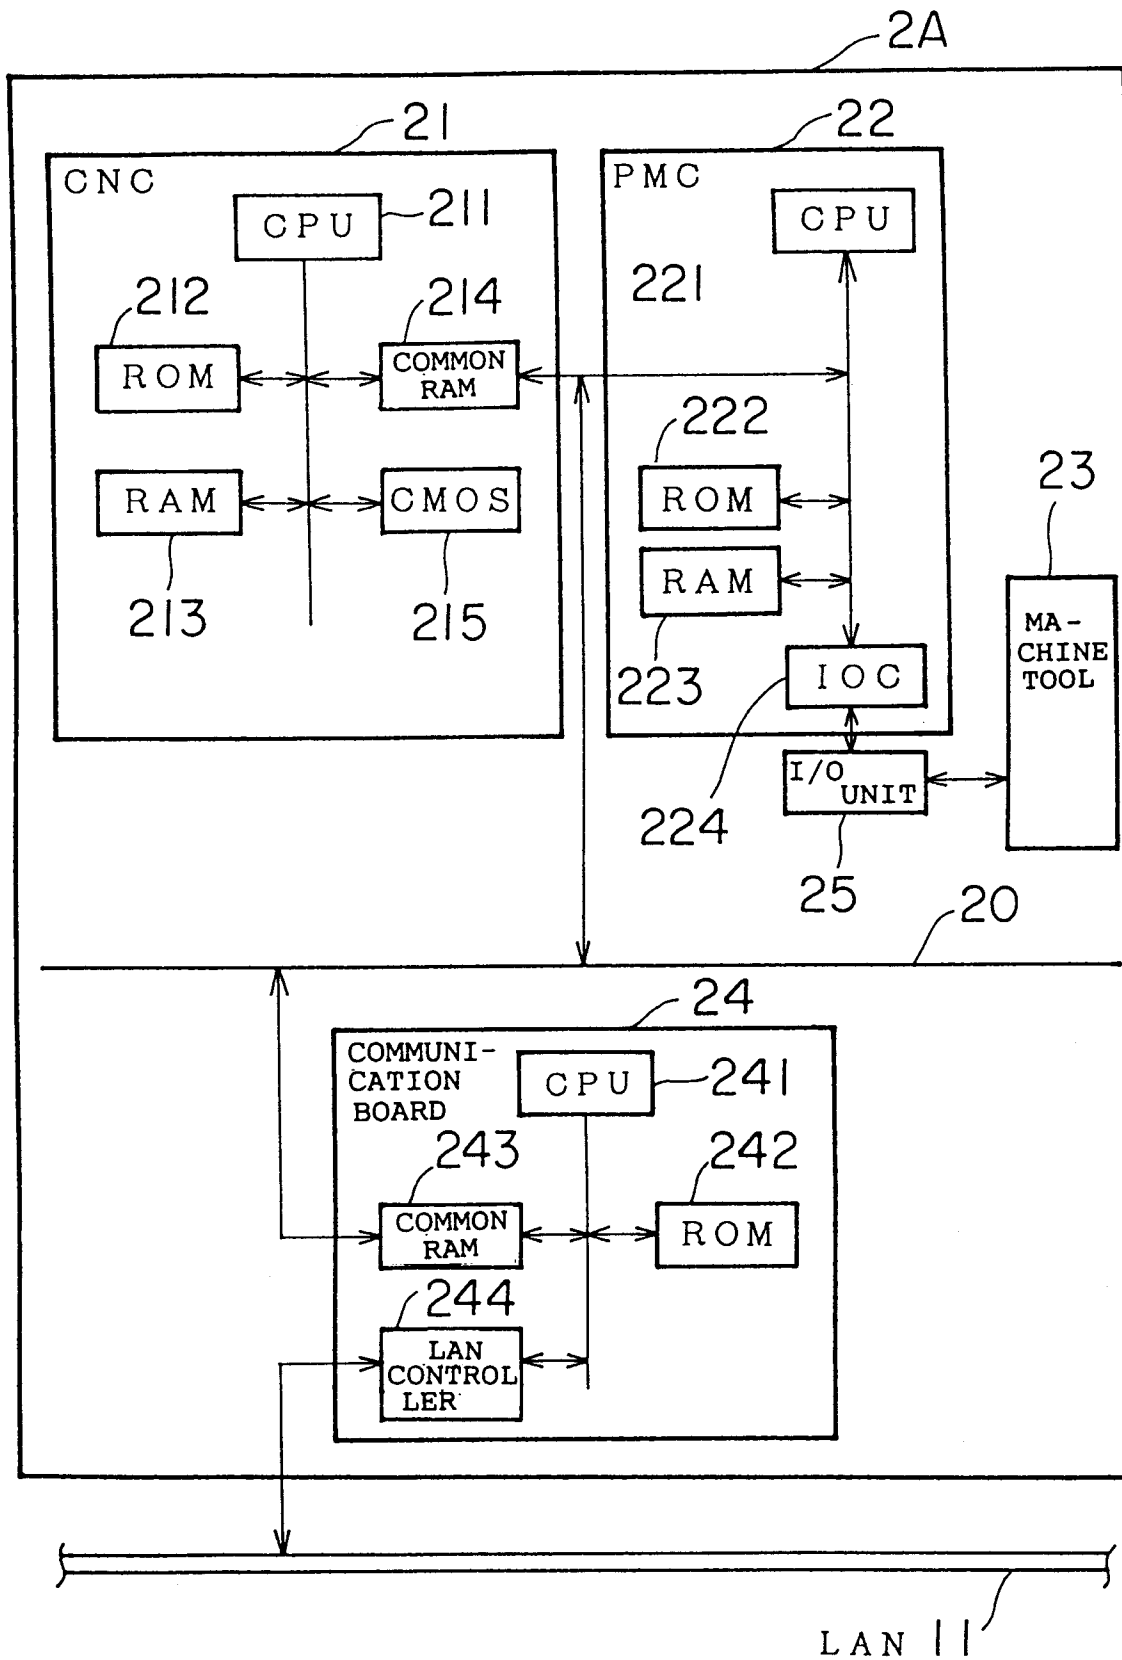 2A
21
22
CNC
PMC
CPU
211
CPU
221
212
214
ROM
COMMON
RAM
222
ROM
23
RAM
CMOS
RAM
213
215
223
IOC
MA-
CHINE
TOOL
I/O
UNIT
224
25
20
24
COMMUNI-
CATION
BOARD
CPU
241
243
242
COMMON
RAM
ROM
244
LAN
CONTROL
LER
LAN 11